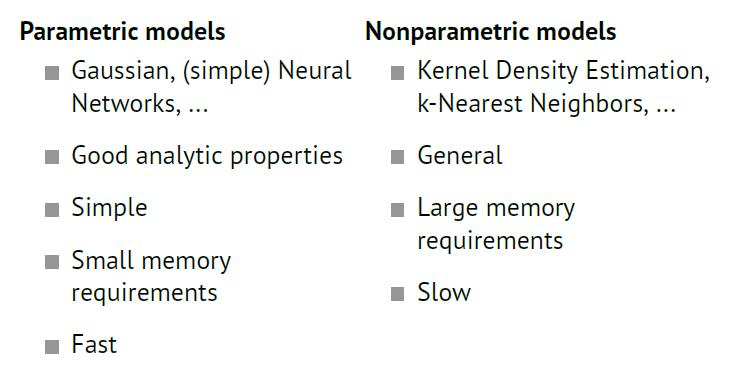 Parametric models
Gaussian, (simple) Neural
Networks, ...
Good analytic properties
Simple
Small memory
requirements
Fast
Nonparametric models
Kernel Density Estimation,
k-Nearest Neighbors, ...
General
Large memory
requirements
Slow